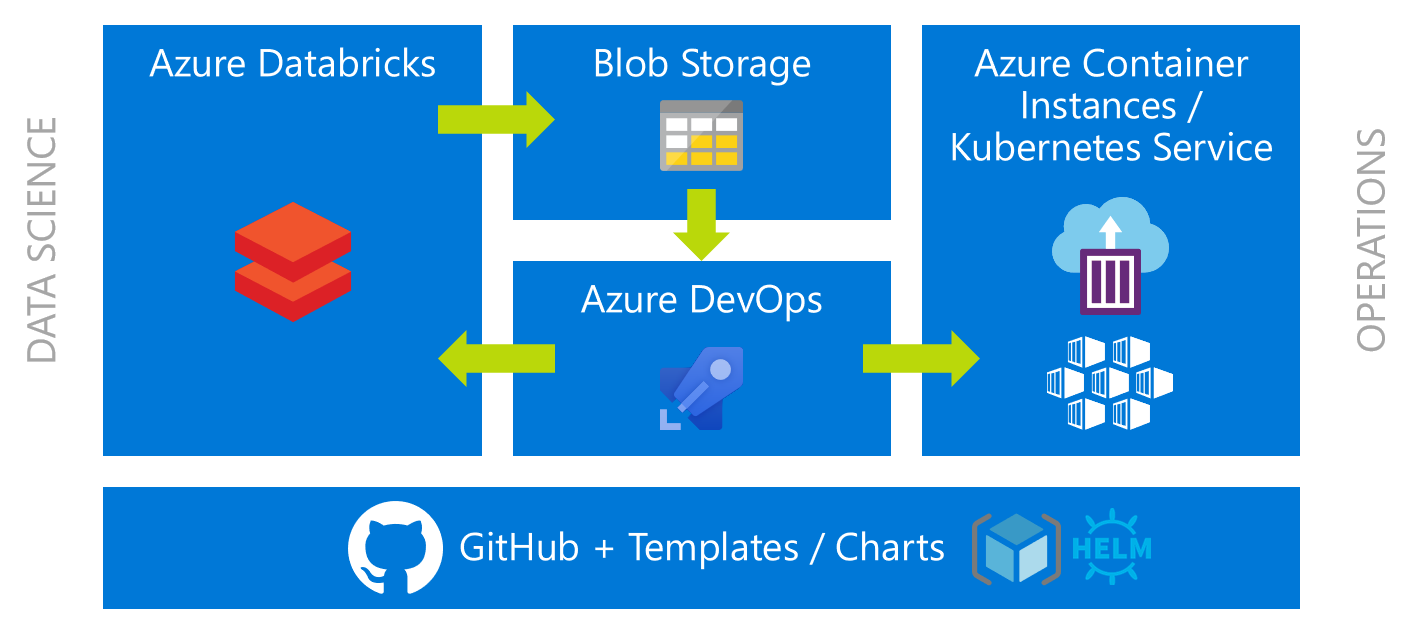 DATA SCIENCE
Azure Databricks
Blob Storage
Azure DevOps
Azure Container
Instances /
Kubernetes Service
OPERATIONS
GitHub + Templates / Charts
HELM